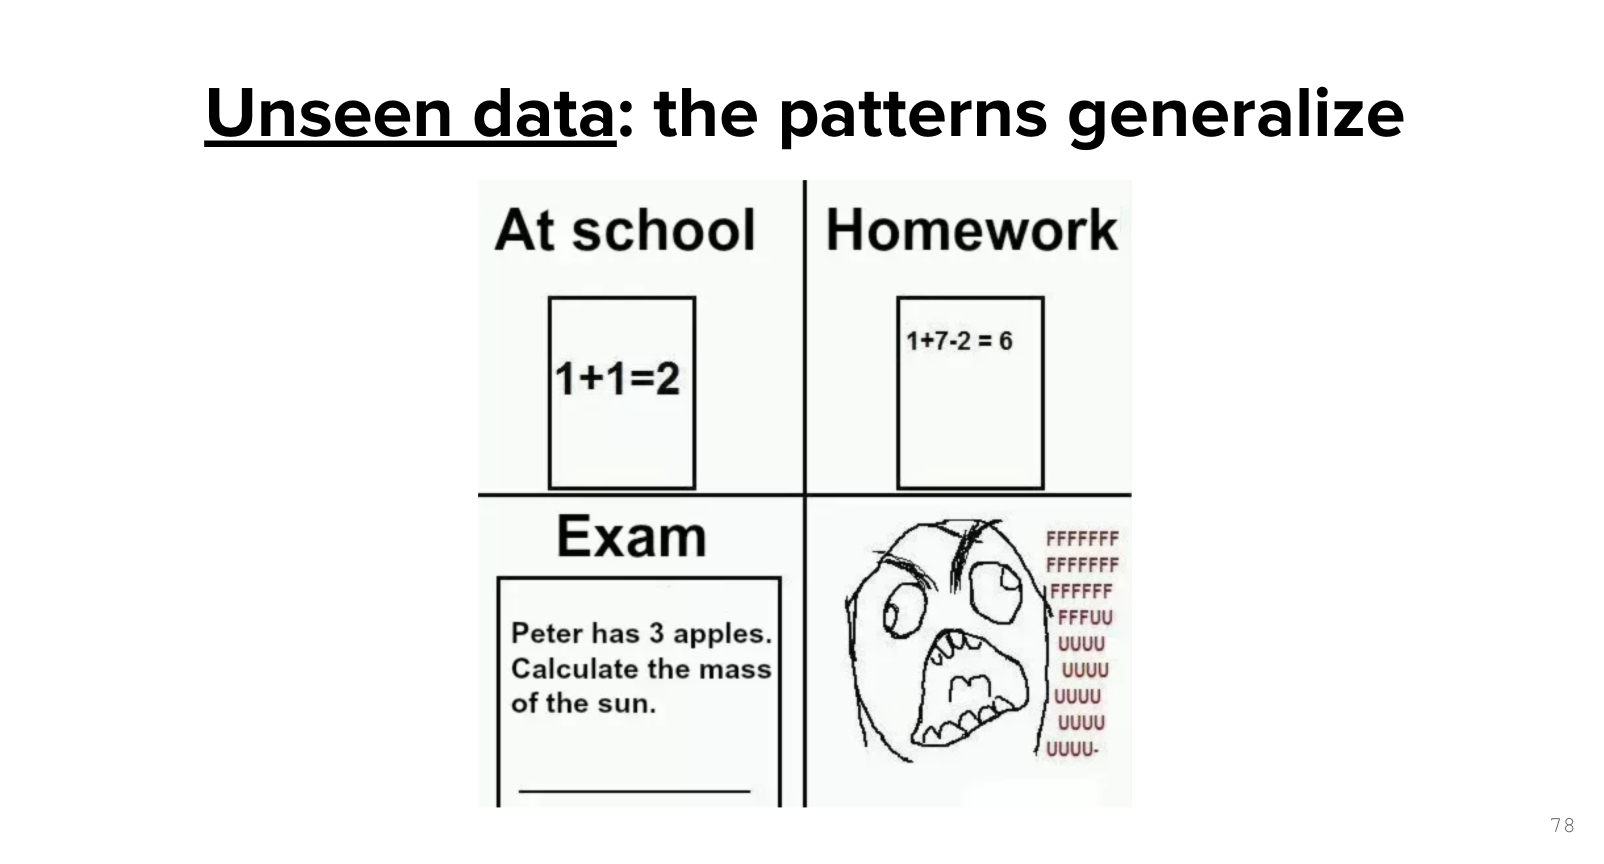 Unseen data: the patterns generalize
At school
1+1=2
Homework
1+7-2 = 6
Exam
Peter has 3 apples.
Calculate the mass
of the sun.
FFFFFFF
FFFFFFF
FFFFFF
FFFUU
UUUU
UUUU
UUUU
UUUU
UUUU-
78